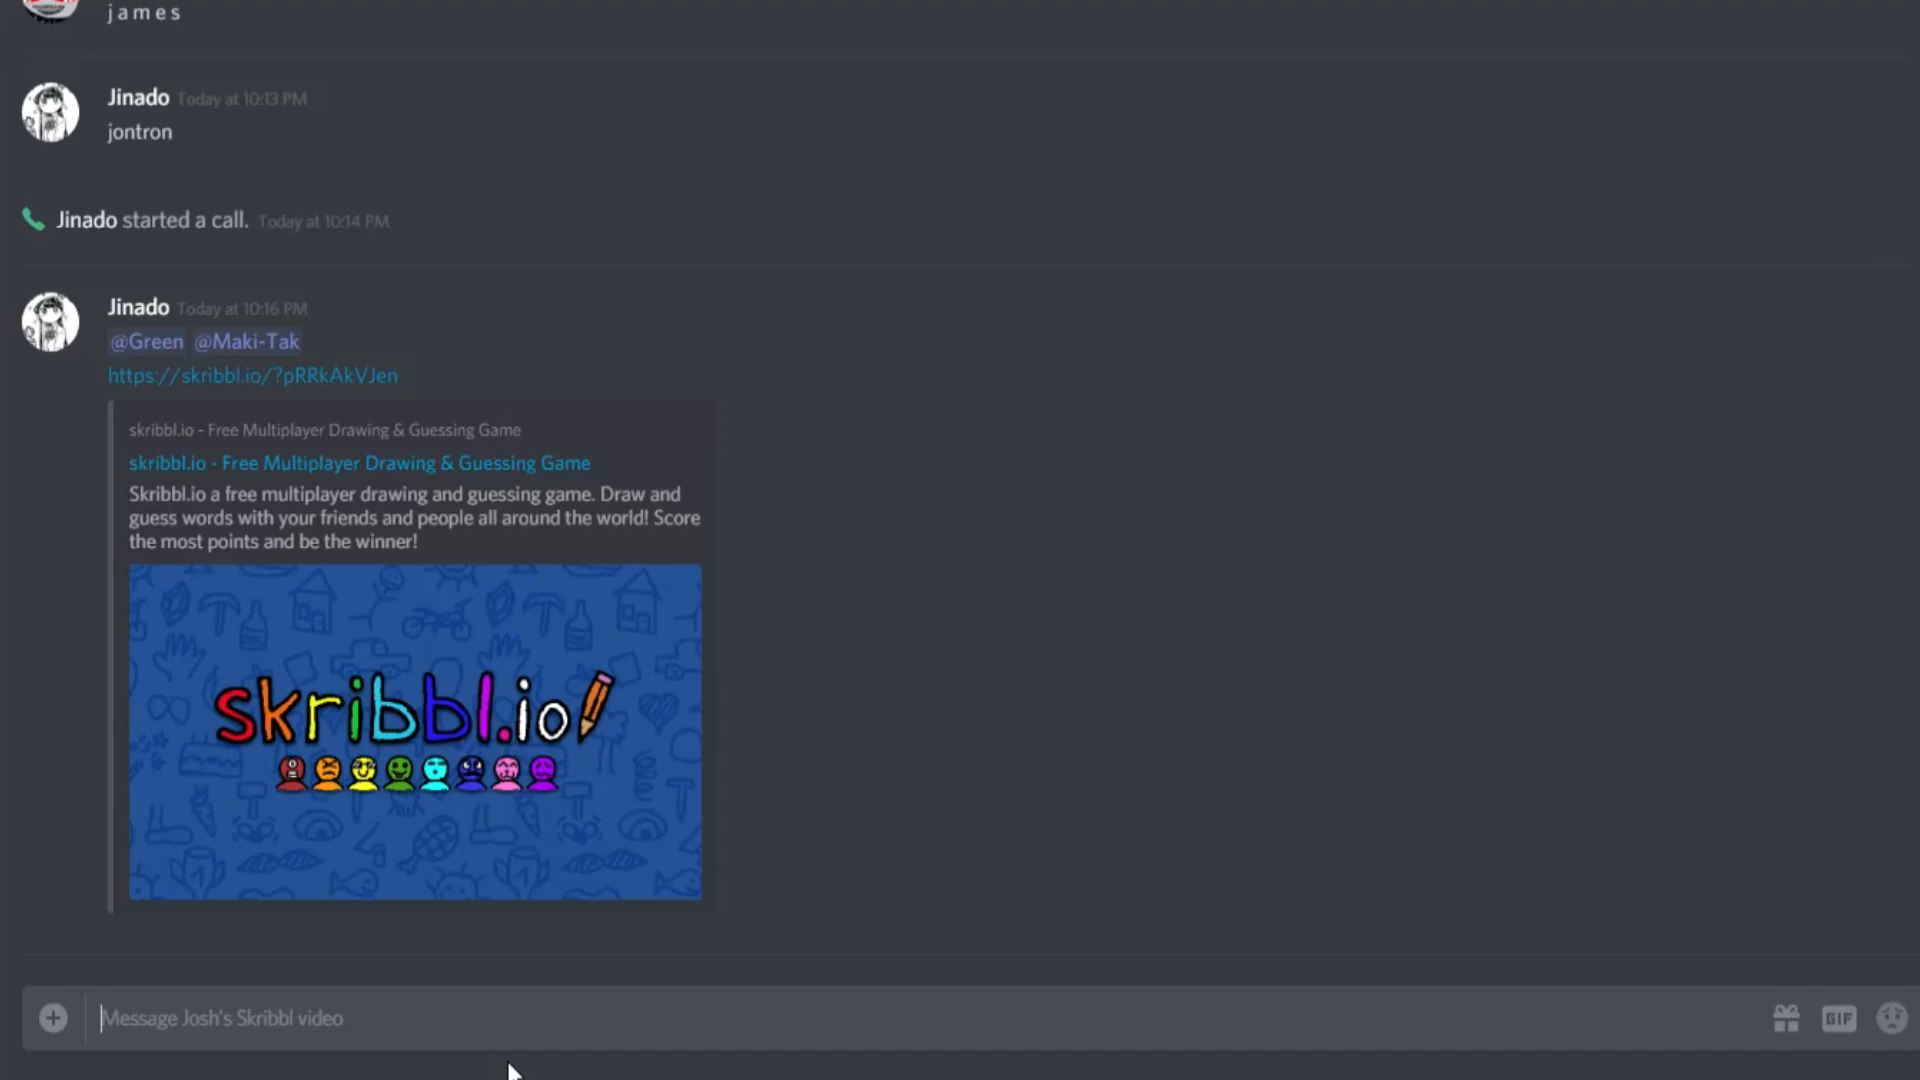 james
Jinado Today at 10:13 PM
jontron
Jinado started a call. Today at 10:14 PM
Jinado Today at 10:16 PM
@Green @Maki-Tak
https://skribbl.io/?pRRkAkVJen
skribbl.io - Free Multiplayer Drawing & Guessing Game
skribbl.io - Free Multiplayer Drawing & Guessing Game
Skribbl.io a free multiplayer drawing and guessing game. Draw and
guess words with your friends and people all around the world! Score
the most points and be the winner!
skribbl.io
Message Josh's Skribbl video
GIF